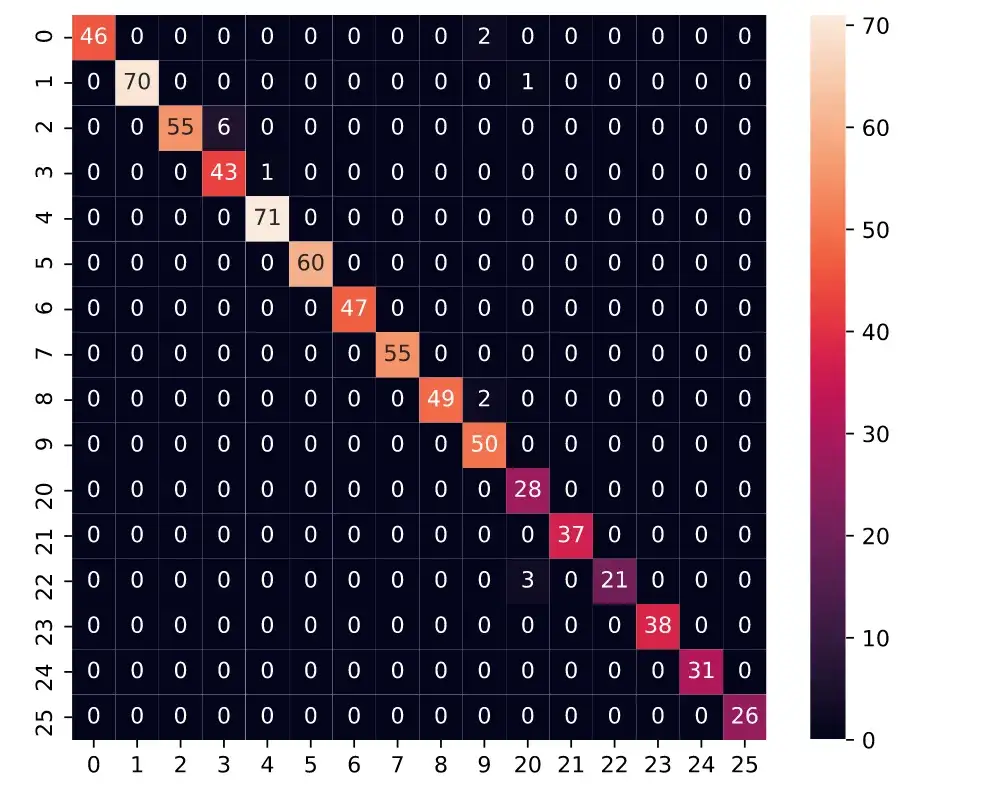 0 46 0 0 0 0 0 0 0 0 2 0 0 0 0 0 0
1 0 70 0 0 0 0 0 0 0 0 1 0 0 0 0 0
2 0 0 55 6 0 0 0 0 0 0 0 0 0 0 0 0
3 0 0 0 43 1 0 0 0 0 0 0 0 0 0 0 0
4 0 0 0 0 71 0 0 0 0 0 0 0 0 0 0 0
5 0 0 0 0 0 60 0 0 0 0 0 0 0 0 0 0
6 0 0 0 0 0 0 47 0 0 0 0 0 0 0 0 0
7 0 0 0 0 0 0 0 55 0 0 0 0 0 0 0 0
8 0 0 0 0 0 0 0 0 49 2 0 0 0 0 0 0
9 0 0 0 0 0 0 0 0 0 50 0 0 0 0 0 0
20 0 0 0 0 0 0 0 0 0 0 28 0 0 0 0 0
21 0 0 0 0 0 0 0 0 0 0 0 37 0 0 0 0
22 0 0 0 0 0 0 0 0 0 0 3 0 21 0 0 0
23 0 0 0 0 0 0 0 0 0 0 0 0 0 38 0 0
24 0 0 0 0 0 0 0 0 0 0 0 0 0 0 31 0
25 0 0 0 0 0 0 0 0 0 0 0 0 0 0 0 26
0 1 2 3 4 5 6 7 8 9 20 21 22 23 24 25
70
60
50
40
30
20
10
0